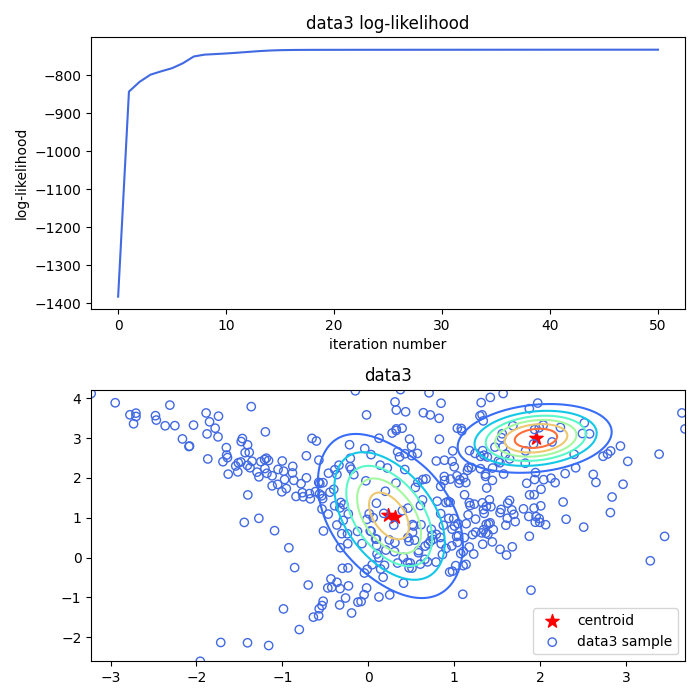 data3 log-likelihood
−800
−900
−1000
−1100
−1200
−1300
−1400
log-likelihood
0 10 20 30 40 50
iteration number
data3
4
3
2
1
0
−1
−2
centroid
data3 sample
−3 −2 −1 0 1 2 3